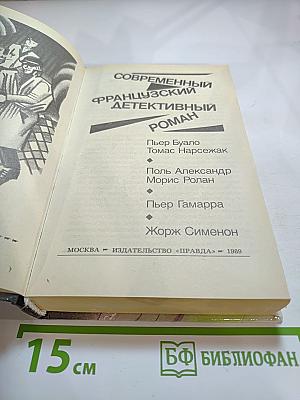 СОВРЕМЕННЫЙ
ФРАНЦУЗСКИЙ
ДЕТЕКТИВНЫЙ
РОМАН
Пьер Буало
Томас Нарсежак
Поль Александр
Морис Ролан
Пьер Гамарра
Жорж Сименон
МОСКВА – ИЗДАТЕЛЬСТВО «ПРАВДА» – 1989
15 см
БФ БИБЛИОФАН